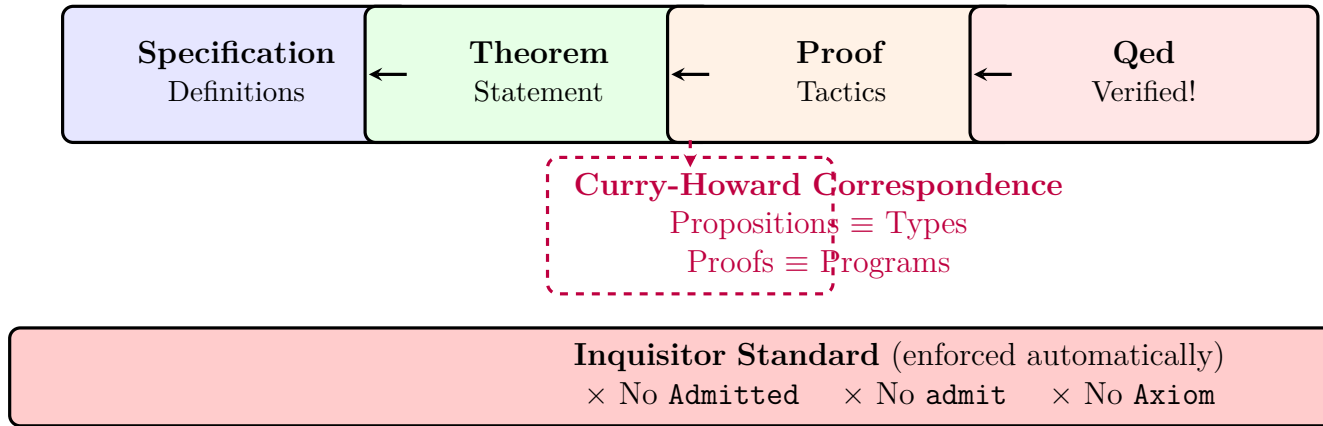 Specification
Definitions
Theorem
Statement
Proof
Tactics
Qed
Verified!
Curry-Howard Correspondence
Propositions ≡ Types
Proofs ≡ Programs
Inquisitor Standard (enforced automatically)
× No Admitted × No admit × No Axiom